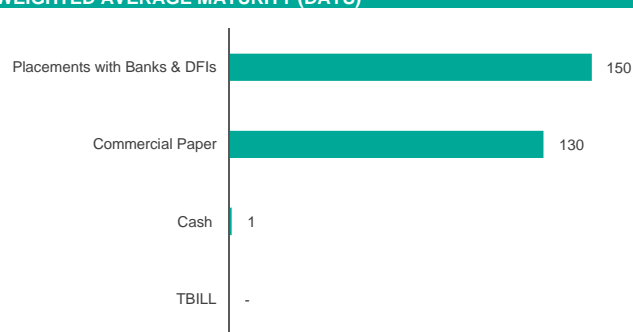 WEIGHTED AVERAGE MATURITY (DAYS)
Placements with Banks & DFIs 150
Commercial Paper 130
Cash 1
TBILL -